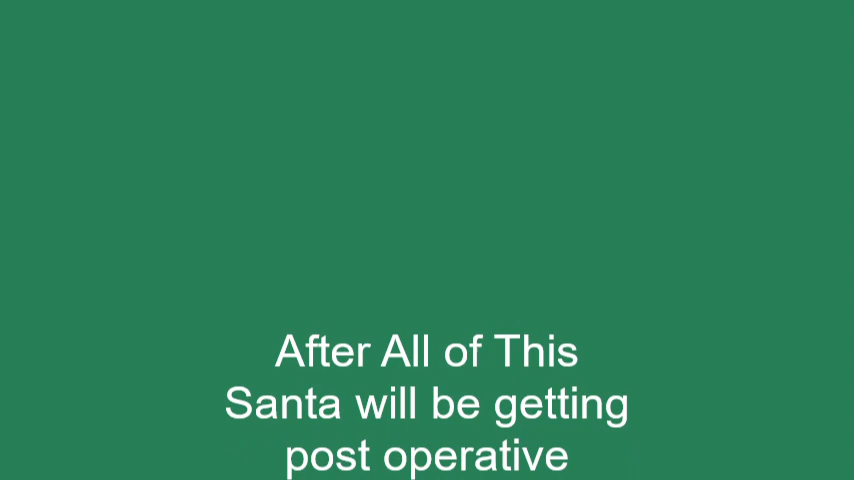 After All of This
Santa will be getting
post operative